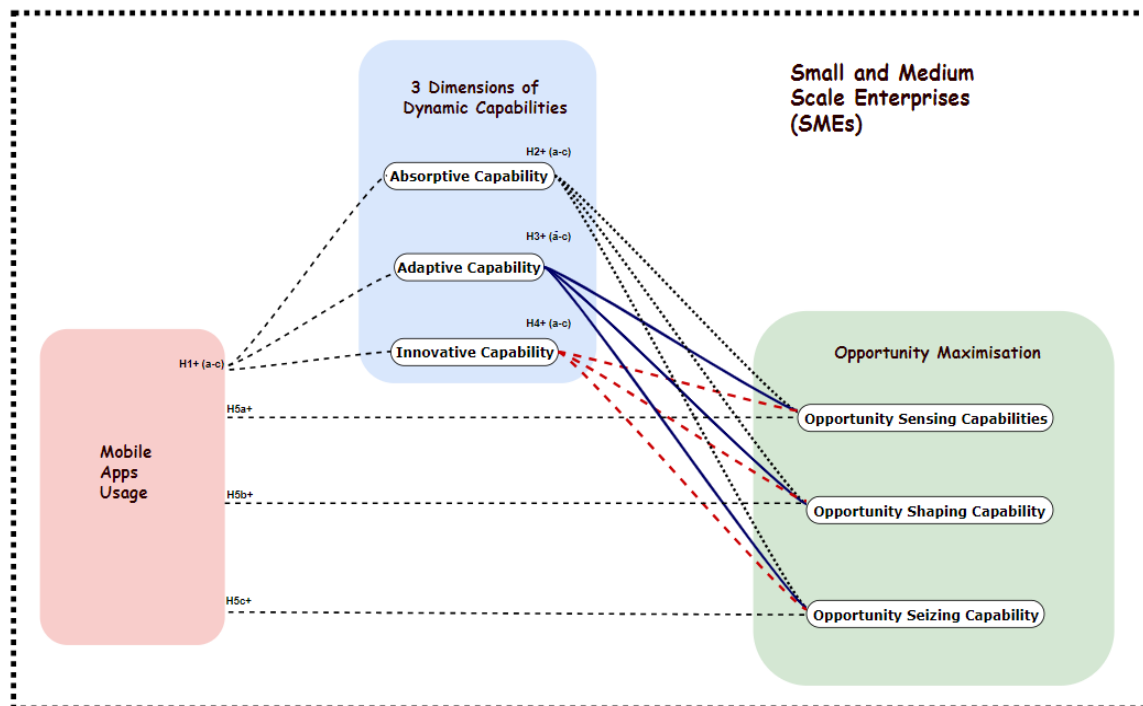 3 Dimensions of
Dynamic Capabilities
Small and Medium
Scale Enterprises
(SMEs)
H2+ (a-c)
Absorptive Capability
H3+ (a-c)
Adaptive Capability
H4+ (a-c)
Innovative Capability
H1+ (a-c)
Opportunity Maximisation
H5a+
Opportunity Sensing Capabilities
Mobile
Apps
Usage
H5b+
Opportunity Shaping Capability
H5c+
Opportunity Seizing Capability